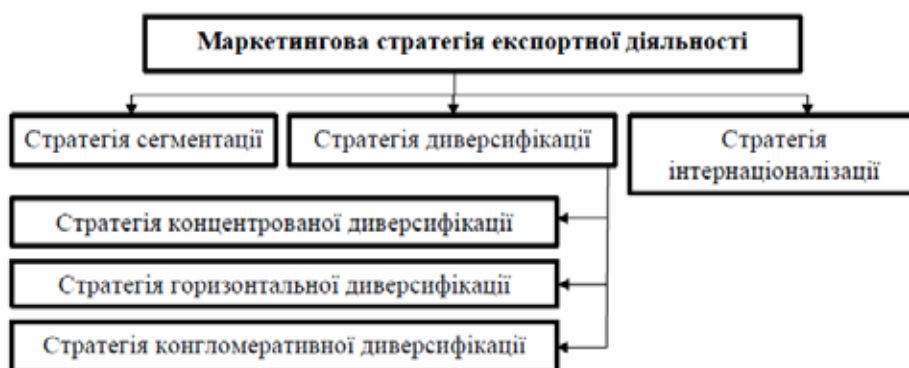 Маркетингова стратегія експортної діяльності
Стратегія сегментації
Стратегія диверсифікації
Стратегія
інтернаціоналізації
Стратегія концентрованої диверсифікації
Стратегія горизонтальної диверсифікації
Стратегія конгломеративної диверсифікації